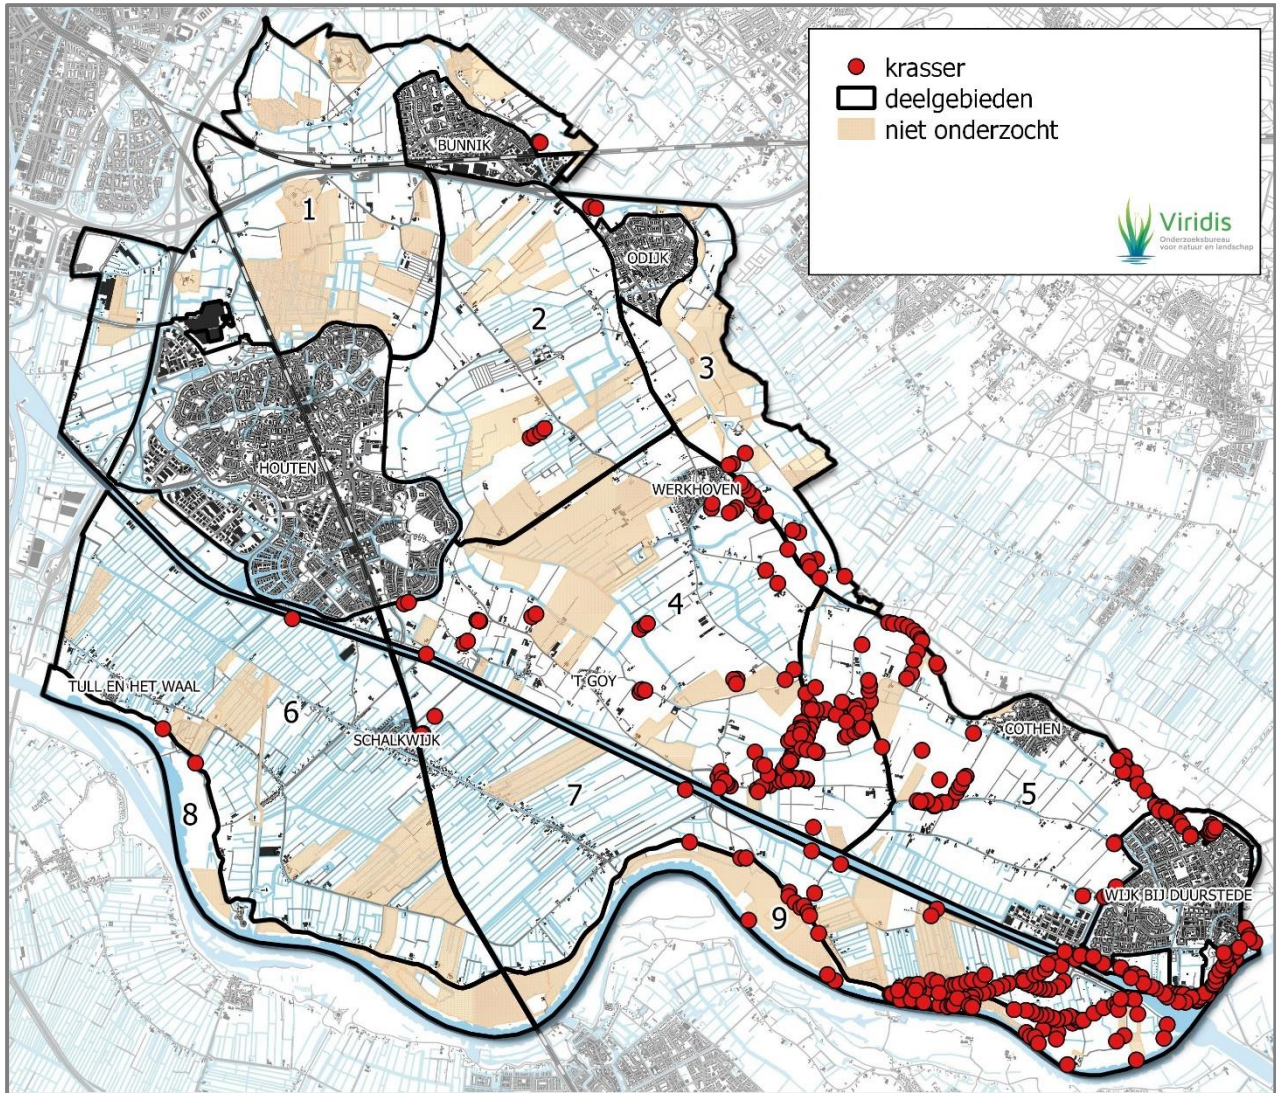 krasser
deelgebieden
niet onderzocht
Viridis
Onderzoeksbureau
voor natuur en landschap
BUNNIK
1
ODIJK
2
3
HOUTEN
WERKHOVEN
4
'T GOY
TULL EN HET WAAL
6
SCHALKWIJK
COTHEN
7
5
8
WIJK BIJ DUURSTEDE
9